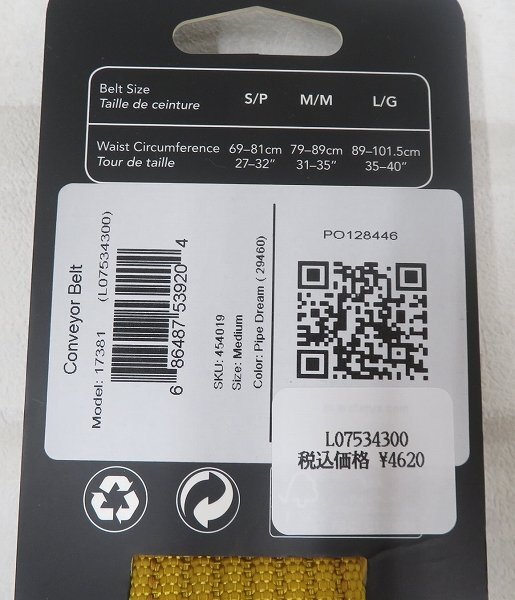 Belt Size S/P M/M L/G
Taille de ceinture
Waist Circumference 69–81cm 79–89cm 89–101.5cm
Tour de taille 27–32" 31–35" 35–40"
Conveyor Belt
Model: 17381 (L07534300)
6 86487 53920 4
SKU: 454019
Size: Medium
Color: Pipe Dream ( 29460)
PO128446
L07534300
税込価格 ¥4620